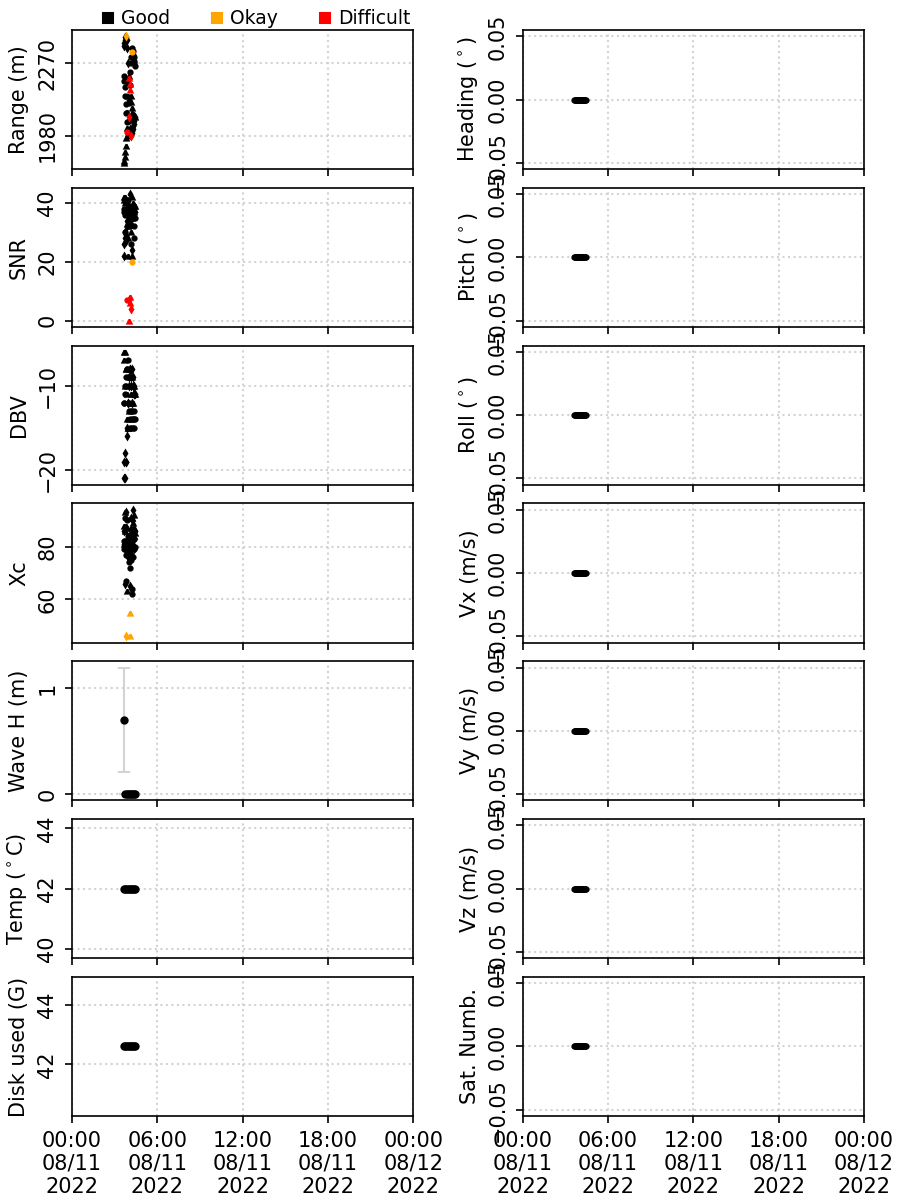 Good Okay Difficult
Range (m)
2270
1980
SNR
40
20
0
DBV
−10
−20
Xc
80
60
Wave H (m)
1
0
Temp (°C)
44
42
40
Disk used (G)
44
42
00:00 06:00 12:00 18:00 00:00
08/11 08/11 08/11 08/11 08/12
2022 2022 2022 2022 2022
Heading (°)
0.05
0.00
−0.05
Pitch (°)
0.05
0.00
−0.05
Roll (°)
0.05
0.00
−0.05
Vx (m/s)
0.05
0.00
−0.05
Vy (m/s)
0.05
0.00
−0.05
Vz (m/s)
0.05
0.00
−0.05
Sat. Numb.
0.05
0.00
−0.05
00:00 06:00 12:00 18:00 00:00
08/11 08/11 08/11 08/11 08/12
2022 2022 2022 2022 2022